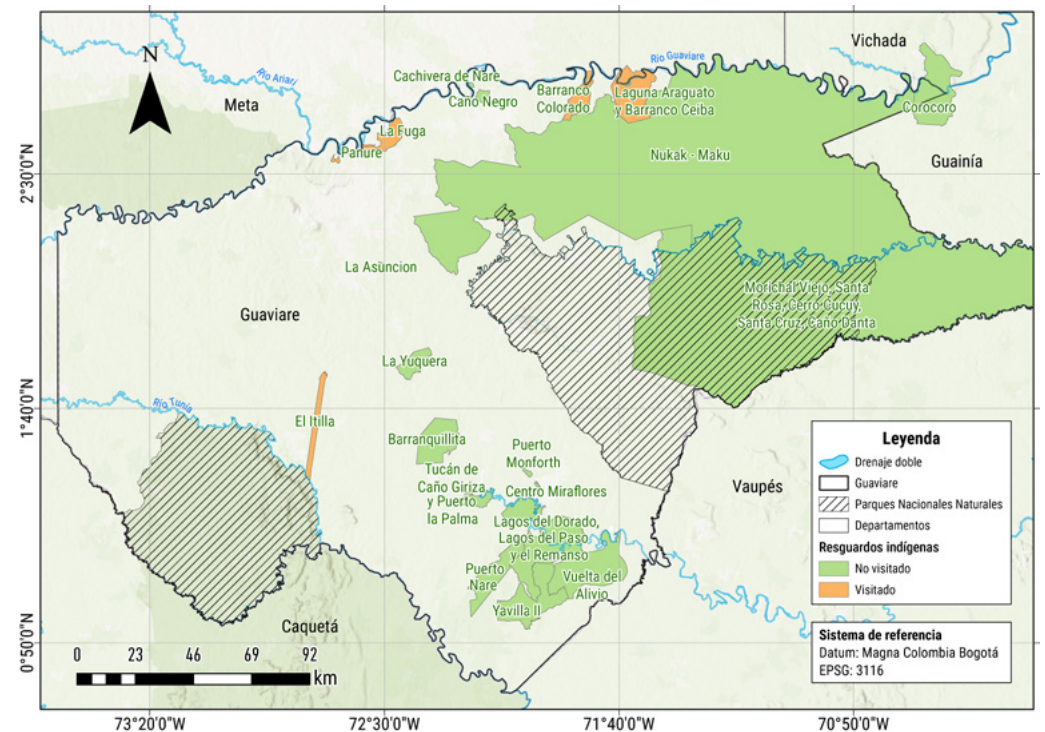 Vichada
Río Guaviare
Río Ariari
N
Cachivera de Nare
Meta
Caño Negro
Barranco
Colorado
Laguna Araguato
y Barranco Ceiba
Corocoro
La Fuga
Panure
Nukak - Maku
Guainía
2°30'0"N
La Asuncion
Morichal Viejo, Santa
Rosa, Cerro Cucuy,
Santa Cruz, Caño Danta
Guaviare
La Yuquera
Río Tunía
1°40'0"N
El Itilla
Barranquillita
Puerto
Monforth
Tucán de
Caño Giriza
y Puerto
la Palma
Centro Miraflores
Vaupés
Lagos del Dorado,
Lagos del Paso
y el Remanso
Puerto
Nare
Vuelta del
Alivio
Yavilla II
Caquetá
0°50'0"N
Leyenda
Drenaje doble
Guaviare
Parques Nacionales Naturales
Departamentos
Resguardos indígenas
No visitado
Visitado
Sistema de referencia
Datum: Magna Colombia Bogotá
EPSG: 3116
0 23 46 69 92
km
73°20'0"W 72°30'0"W 71°40'0"W 70°50'0"W